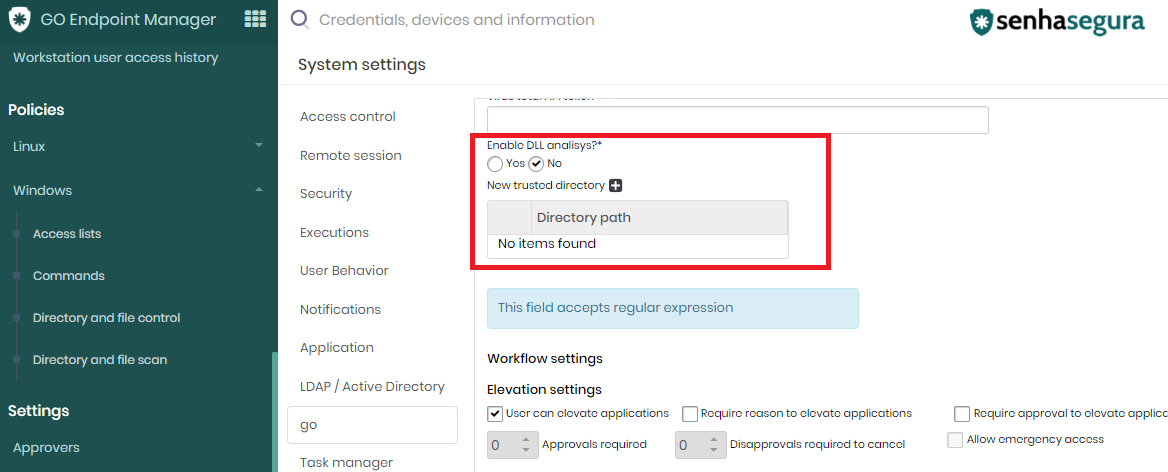 GO Endpoint Manager
Credentials, devices and information
senhasegura
Workstation user access history
Policies
Linux
Windows
Access lists
Commands
Directory and file control
Directory and file scan
Settings
Approvers
System settings
Access control
Remote session
Security
Executions
User Behavior
Notifications
Application
LDAP / Active Directory
go
Task manager
Enable DLL analisys?*
Yes No
New trusted directory
Directory path
No items found
This field accepts regular expression
Workflow settings
Elevation settings
User can elevate applications Require reason to elevate applications Require approval to elevate applica
0 Approvals required 0 Disapprovals required to cancel Allow emergency access